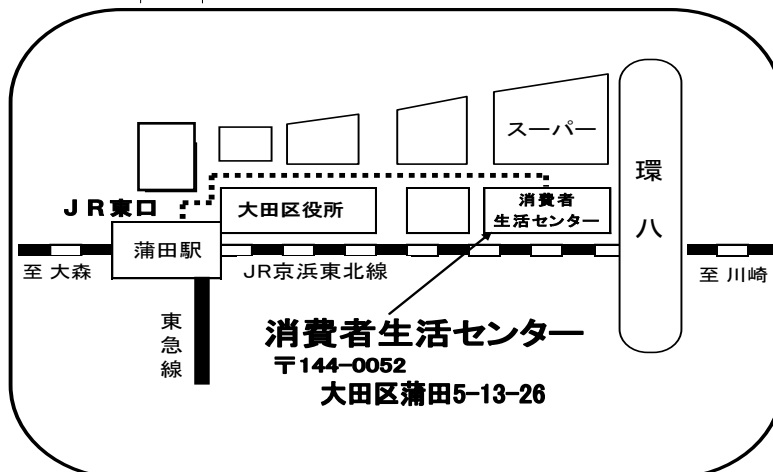 スーパー
環八
JR東口
大田区役所
消費者
生活センター
蒲田駅
至 大森
JR京浜東北線
至 川崎
東急線
消費者生活センター
〒144-0052
大田区蒲田5-13-26